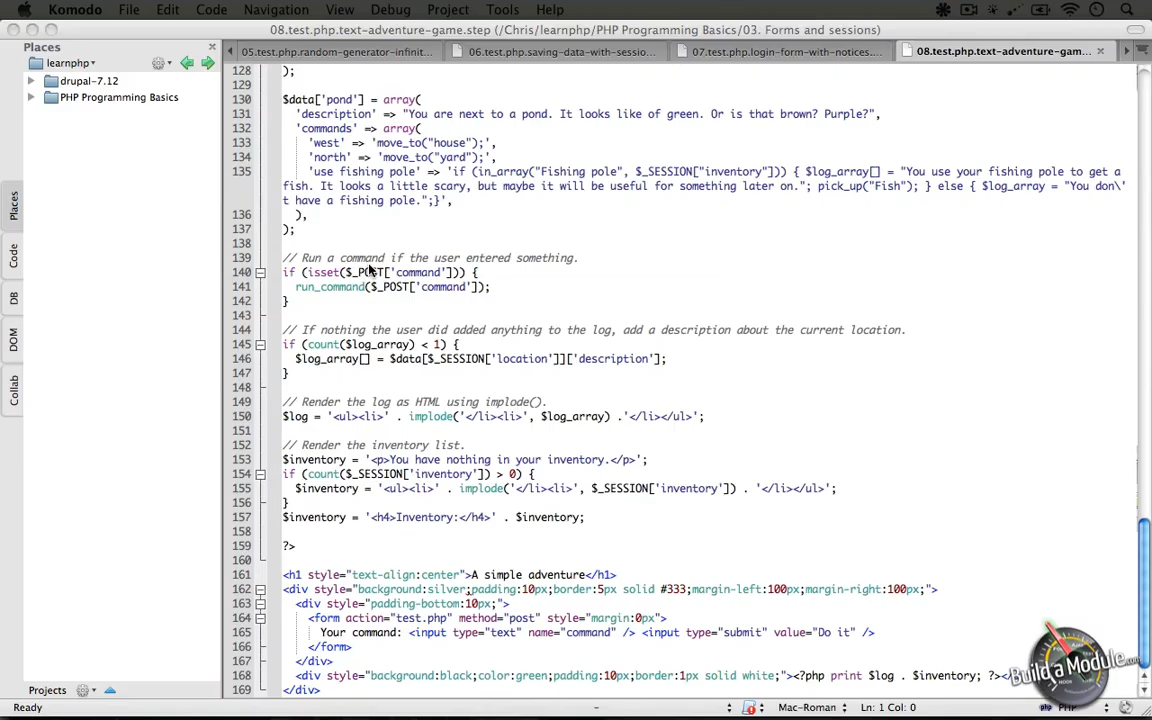 Komodo File Edit Code Navigation View Debug Project Tools Help
08.test.php.text-adventure-game.step (/Chris/learnphp/PHP Programming Basics/03. Forms and sessions)
Places
05.test.php.random-generator-infinit... 06.test.php.saving-data-with-sessio... 07.test.php.login-form-with-notices.... 08.test.php.text-adventure-gam...
learnphp
drupal-7.12
PHP Programming Basics
Places
Code
DB
DOM
Collab
128 );
129
130 $data['pond'] = array(
131 'description' => "You are next to a pond. It looks like of green. Or is that brown? Purple?",
132 'commands' => array(
133 'west' => 'move_to("house");',
134 'north' => 'move_to("yard");',
135 'use fishing pole' => 'if (in_array("Fishing pole", $_SESSION["inventory"])) { $log_array[] = "You use your fishing pole to get a
fish. It looks a little scary, but maybe it will be useful for something later on."; pick_up("Fish"); } else { $log_array = "You don\'
t have a fishing pole.";}',
136 ),
137 );
138
139 // Run a command if the user entered something.
140 if (isset($_POST['command'])) {
141 run_command($_POST['command']);
142 }
143
144 // If nothing the user did added anything to the log, add a description about the current location.
145 if (count($log_array) < 1) {
146 $log_array[] = $data[$_SESSION['location']]['description'];
147 }
148
149 // Render the log as HTML using implode().
150 $log = '<ul><li>' . implode('</li><li>', $log_array) .'</li></ul>';
151
152 // Render the inventory list.
153 $inventory = '<p>You have nothing in your inventory.</p>';
154 if (count($_SESSION['inventory']) > 0) {
155 $inventory = '<ul><li>' . implode('</li><li>', $_SESSION['inventory']) . '</li></ul>';
156 }
157 $inventory = '<h4>Inventory:</h4>' . $inventory;
158
159 ?>
160
161 <h1 style="text-align:center">A simple adventure</h1>
162 <div style="background:silver;padding:10px;border:5px solid #333;margin-left:100px;margin-right:100px;">
163 <div style="padding-bottom:10px;">
164 <form action="test.php" method="post" style="margin:0px">
165 Your command: <input type="text" name="command" /> <input type="submit" value="Do it" />
166 </form>
167 </div>
168 <div style="background:black;color:green;padding:10px;border:1px solid white;"><?php print $log . $inventory; ?></
169 </div>
BuildaModule.com
Projects
Ready Mac-Roman Ln: 1 Col: 0 PHP